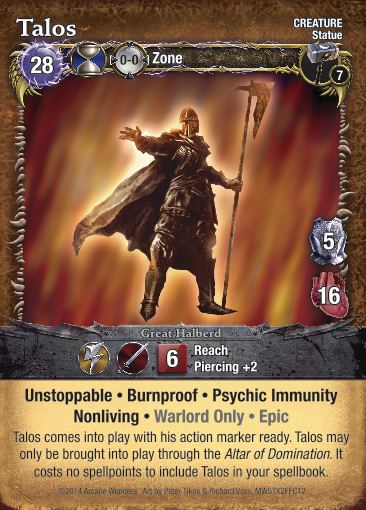 Talos
CREATURE
Statue
28
0-0
Zone
7
5
16
Great Halberd
6
Reach
Piercing +2
Unstoppable • Burnproof • Psychic Immunity
Nonliving • Warlord Only • Epic
Talos comes into play with his action marker ready. Talos may
only be brought into play through the Altar of Domination. It
costs no spellpoints to include Talos in your spellbook.
©2014 Arcane Wonders Art by Peter Tikos & Richard Vass. MWSTX2FFC12